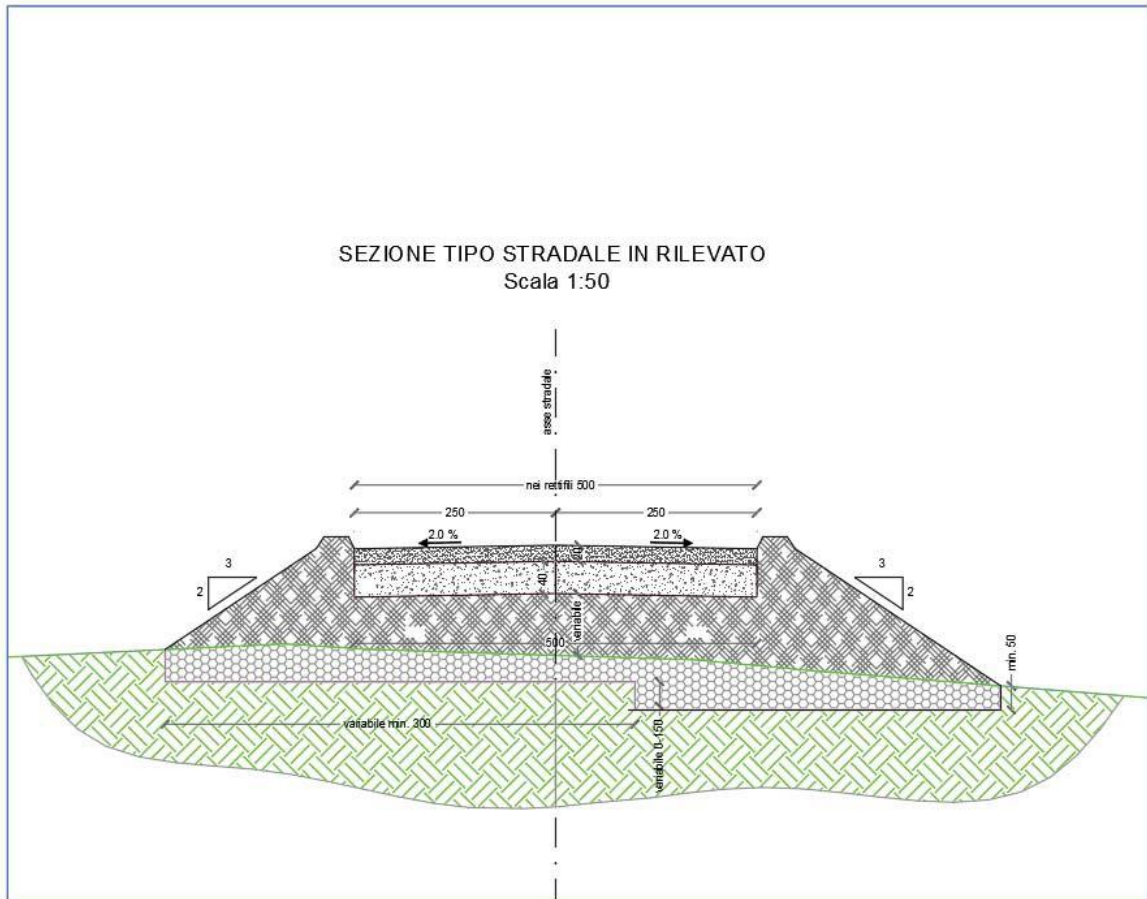 SEZIONE TIPO STRADALE IN RILEVATO
Scala 1:50
asse stradale
nei rettifili 500
250
250
2.0 %
2.0 %
3
2
20
40
3
2
variabile
500
min. 50
variabile min. 300
variabile 0-150